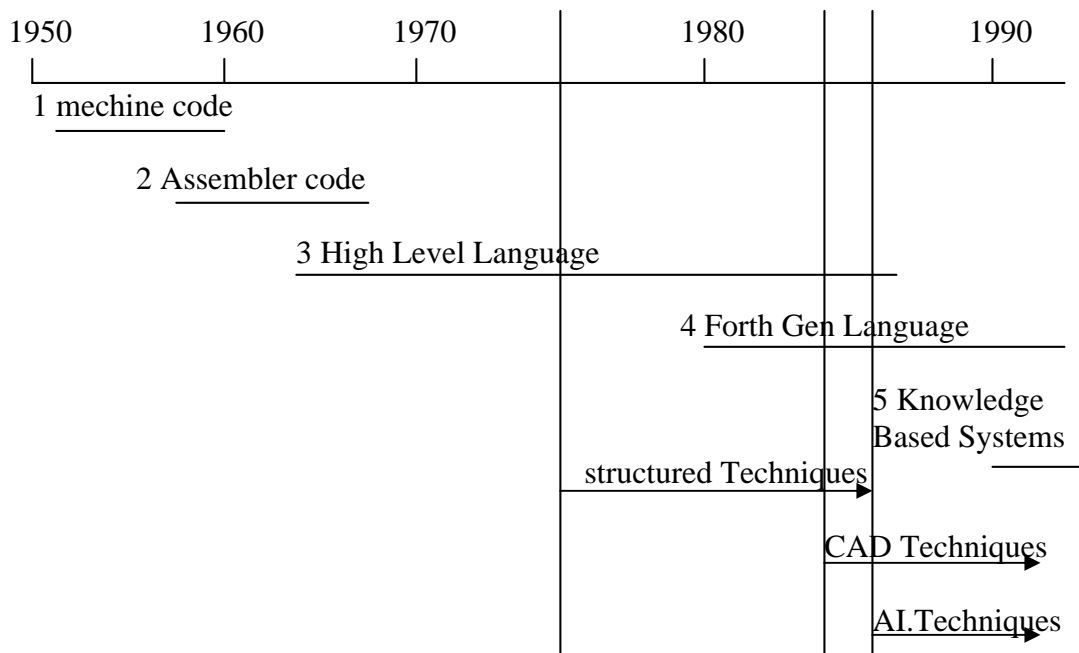 1950 1960 1970 1980 1990
1 mechine code
2 Assembler code
3 High Level Language
4 Forth Gen Language
5 Knowledge
Based Systems
structured Techniques
CAD Techniques
AI.Techniques